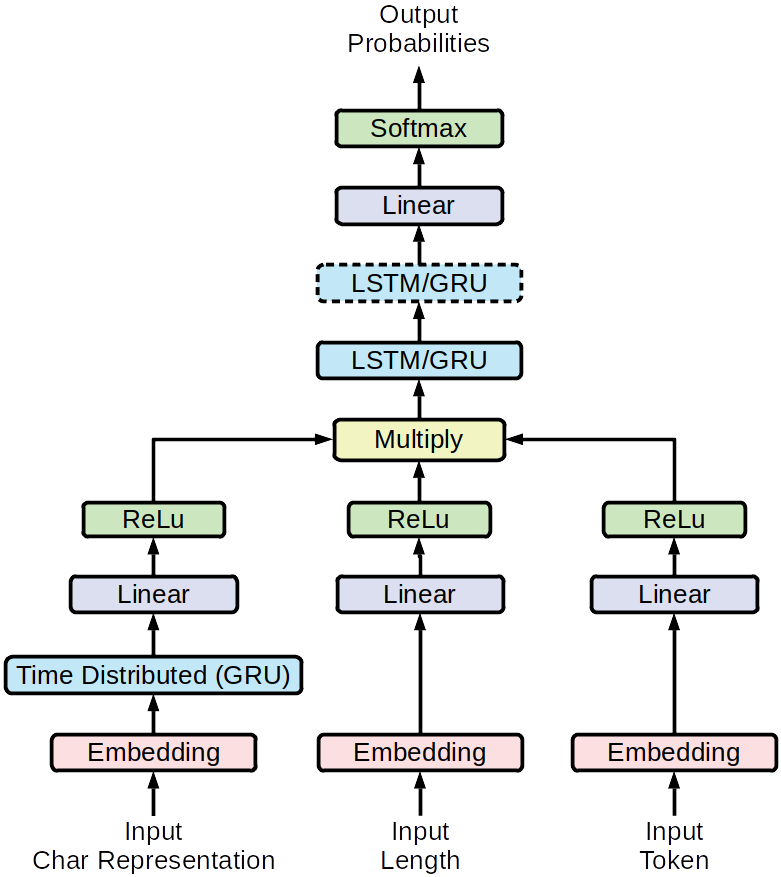 Output
Probabilities
Softmax
Linear
LSTM/GRU
LSTM/GRU
Multiply
ReLu
ReLu
ReLu
Linear
Linear
Linear
Time Distributed (GRU)
Embedding
Embedding
Embedding
Input
Char Representation
Input
Length
Input
Token